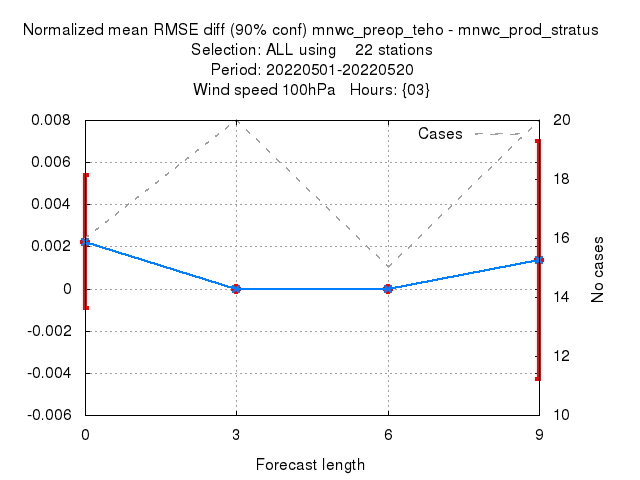 Normalized mean RMSE diff (90% conf) mnwc_preop_teho - mnwc_prod_stratus
Selection: ALL using    22 stations
Period: 20220501-20220520
Wind speed 100hPa   Hours: {03}
Cases
0.008
0.006
0.004
0.002
0
-0.002
-0.004
-0.006
20
18
16
14
12
10
No cases
0
3
6
9
Forecast length